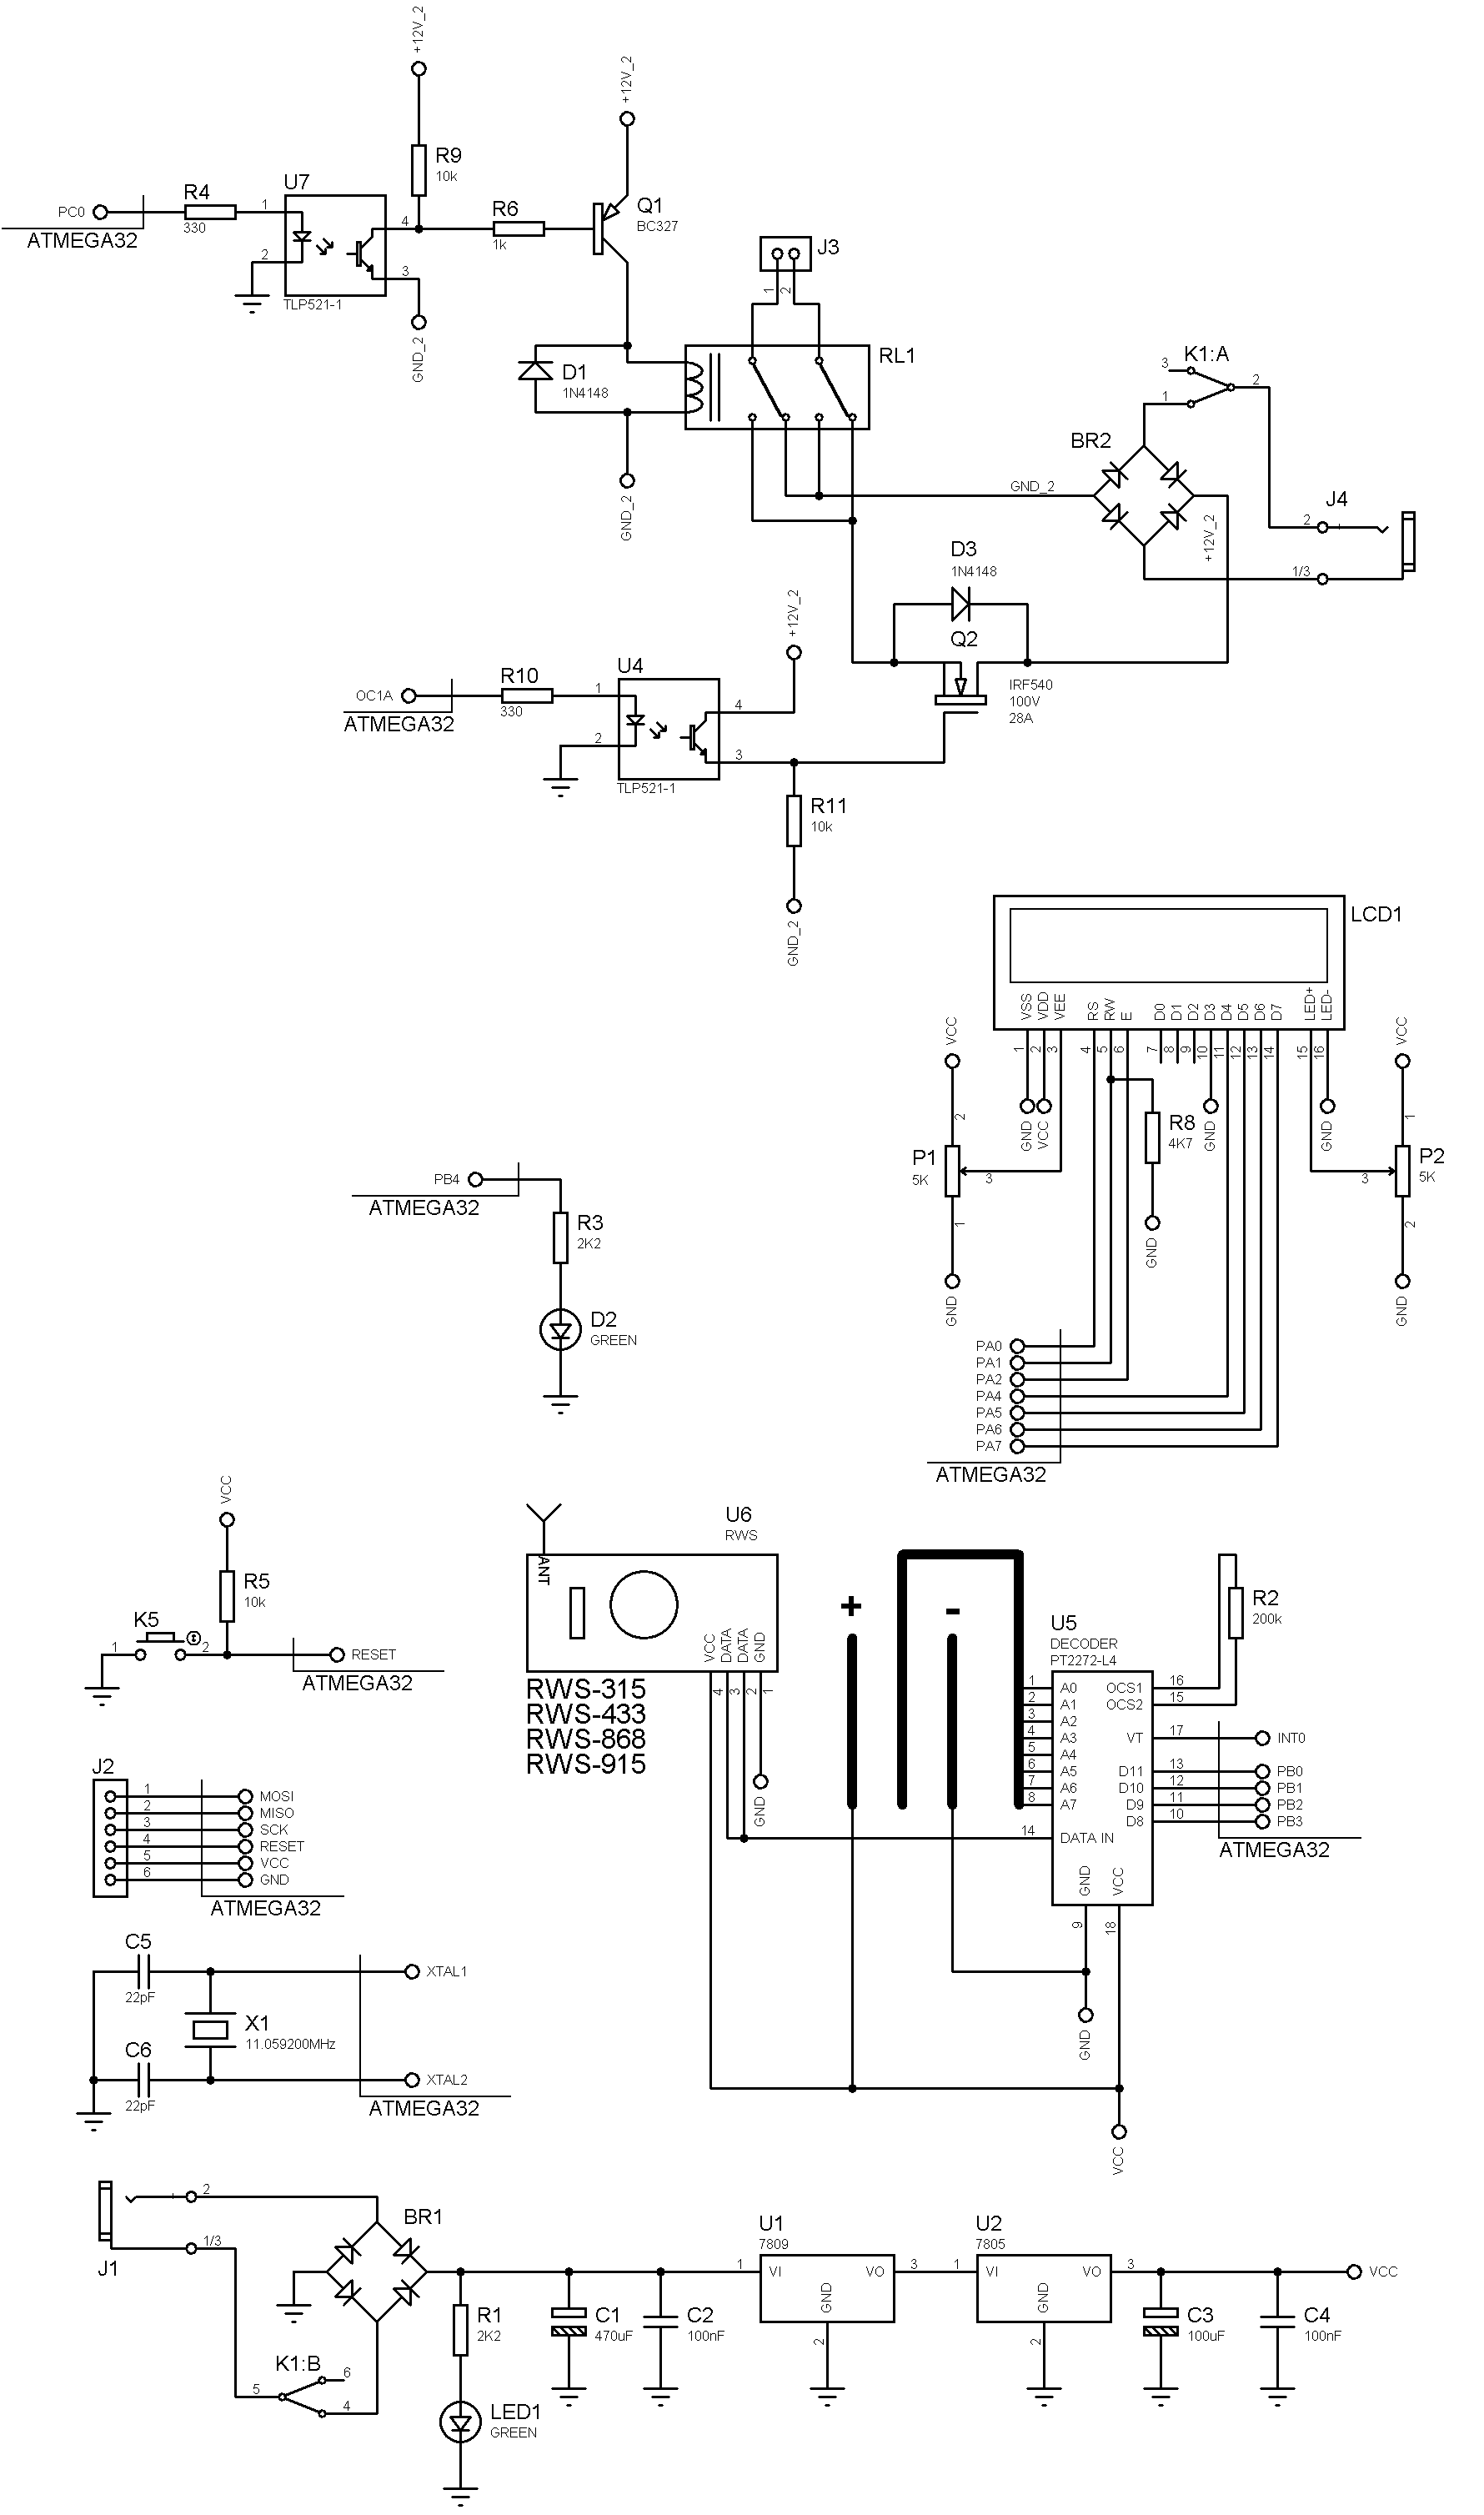 +12V_2
R9
10k
PC0
ATMEGA32
R4
330
U7
1
2
4
3
TLP521-1
GND_2
R6
1k
+12V_2
Q1
BC327
J3
1
2
RL1
D1
1N4148
GND_2
K1:A
3
1
2
BR2
GND_2
+12V_2
J4
2
1/3
D3
1N4148
Q2
IRF540
100V
28A
OC1A
ATMEGA32
R10
330
U4
1
2
4
3
TLP521-1
+12V_2
R11
10k
GND_2
LCD1
VSS
VDD
VEE
RS
RW
E
D0
D1
D2
D3
D4
D5
D6
D7
LED+
LED-
1
2
3
4
5
6
7
8
9
10
11
12
13
14
15
16
VCC
2
P1
5K
3
1
GND
GND
VCC
R8
4K7
GND
GND
GND
VCC
1
P2
5K
3
2
GND
PB4
ATMEGA32
R3
2K2
D2
GREEN
PA0
PA1
PA2
PA4
PA5
PA6
PA7
ATMEGA32
VCC
R5
10k
K5
1
2
RESET
ATMEGA32
ANT
U6
RWS
VCC
DATA
DATA
GND
4
3
2
1
RWS-315
RWS-433
RWS-868
RWS-915
GND
+
-
U5
DECODER
PT2272-L4
1
2
3
4
5
6
7
8
14
A0
A1
A2
A3
A4
A5
A6
A7
DATA IN
OCS1
OCS2
VT
D11
D10
D9
D8
GND
VCC
16
15
17
13
12
11
10
9
18
R2
200k
INT0
PB0
PB1
PB2
PB3
ATMEGA32
GND
VCC
J2
1
2
3
4
5
6
MOSI
MISO
SCK
RESET
VCC
GND
ATMEGA32
C5
22pF
X1
11.059200MHz
C6
22pF
XTAL1
XTAL2
ATMEGA32
J1
2
1/3
BR1
K1:B
5
6
4
R1
2K2
LED1
GREEN
C1
470uF
C2
100nF
U1
7809
1
VI
VO
GND
2
3
U2
7805
1
VI
VO
GND
2
3
C3
100uF
C4
100nF
VCC